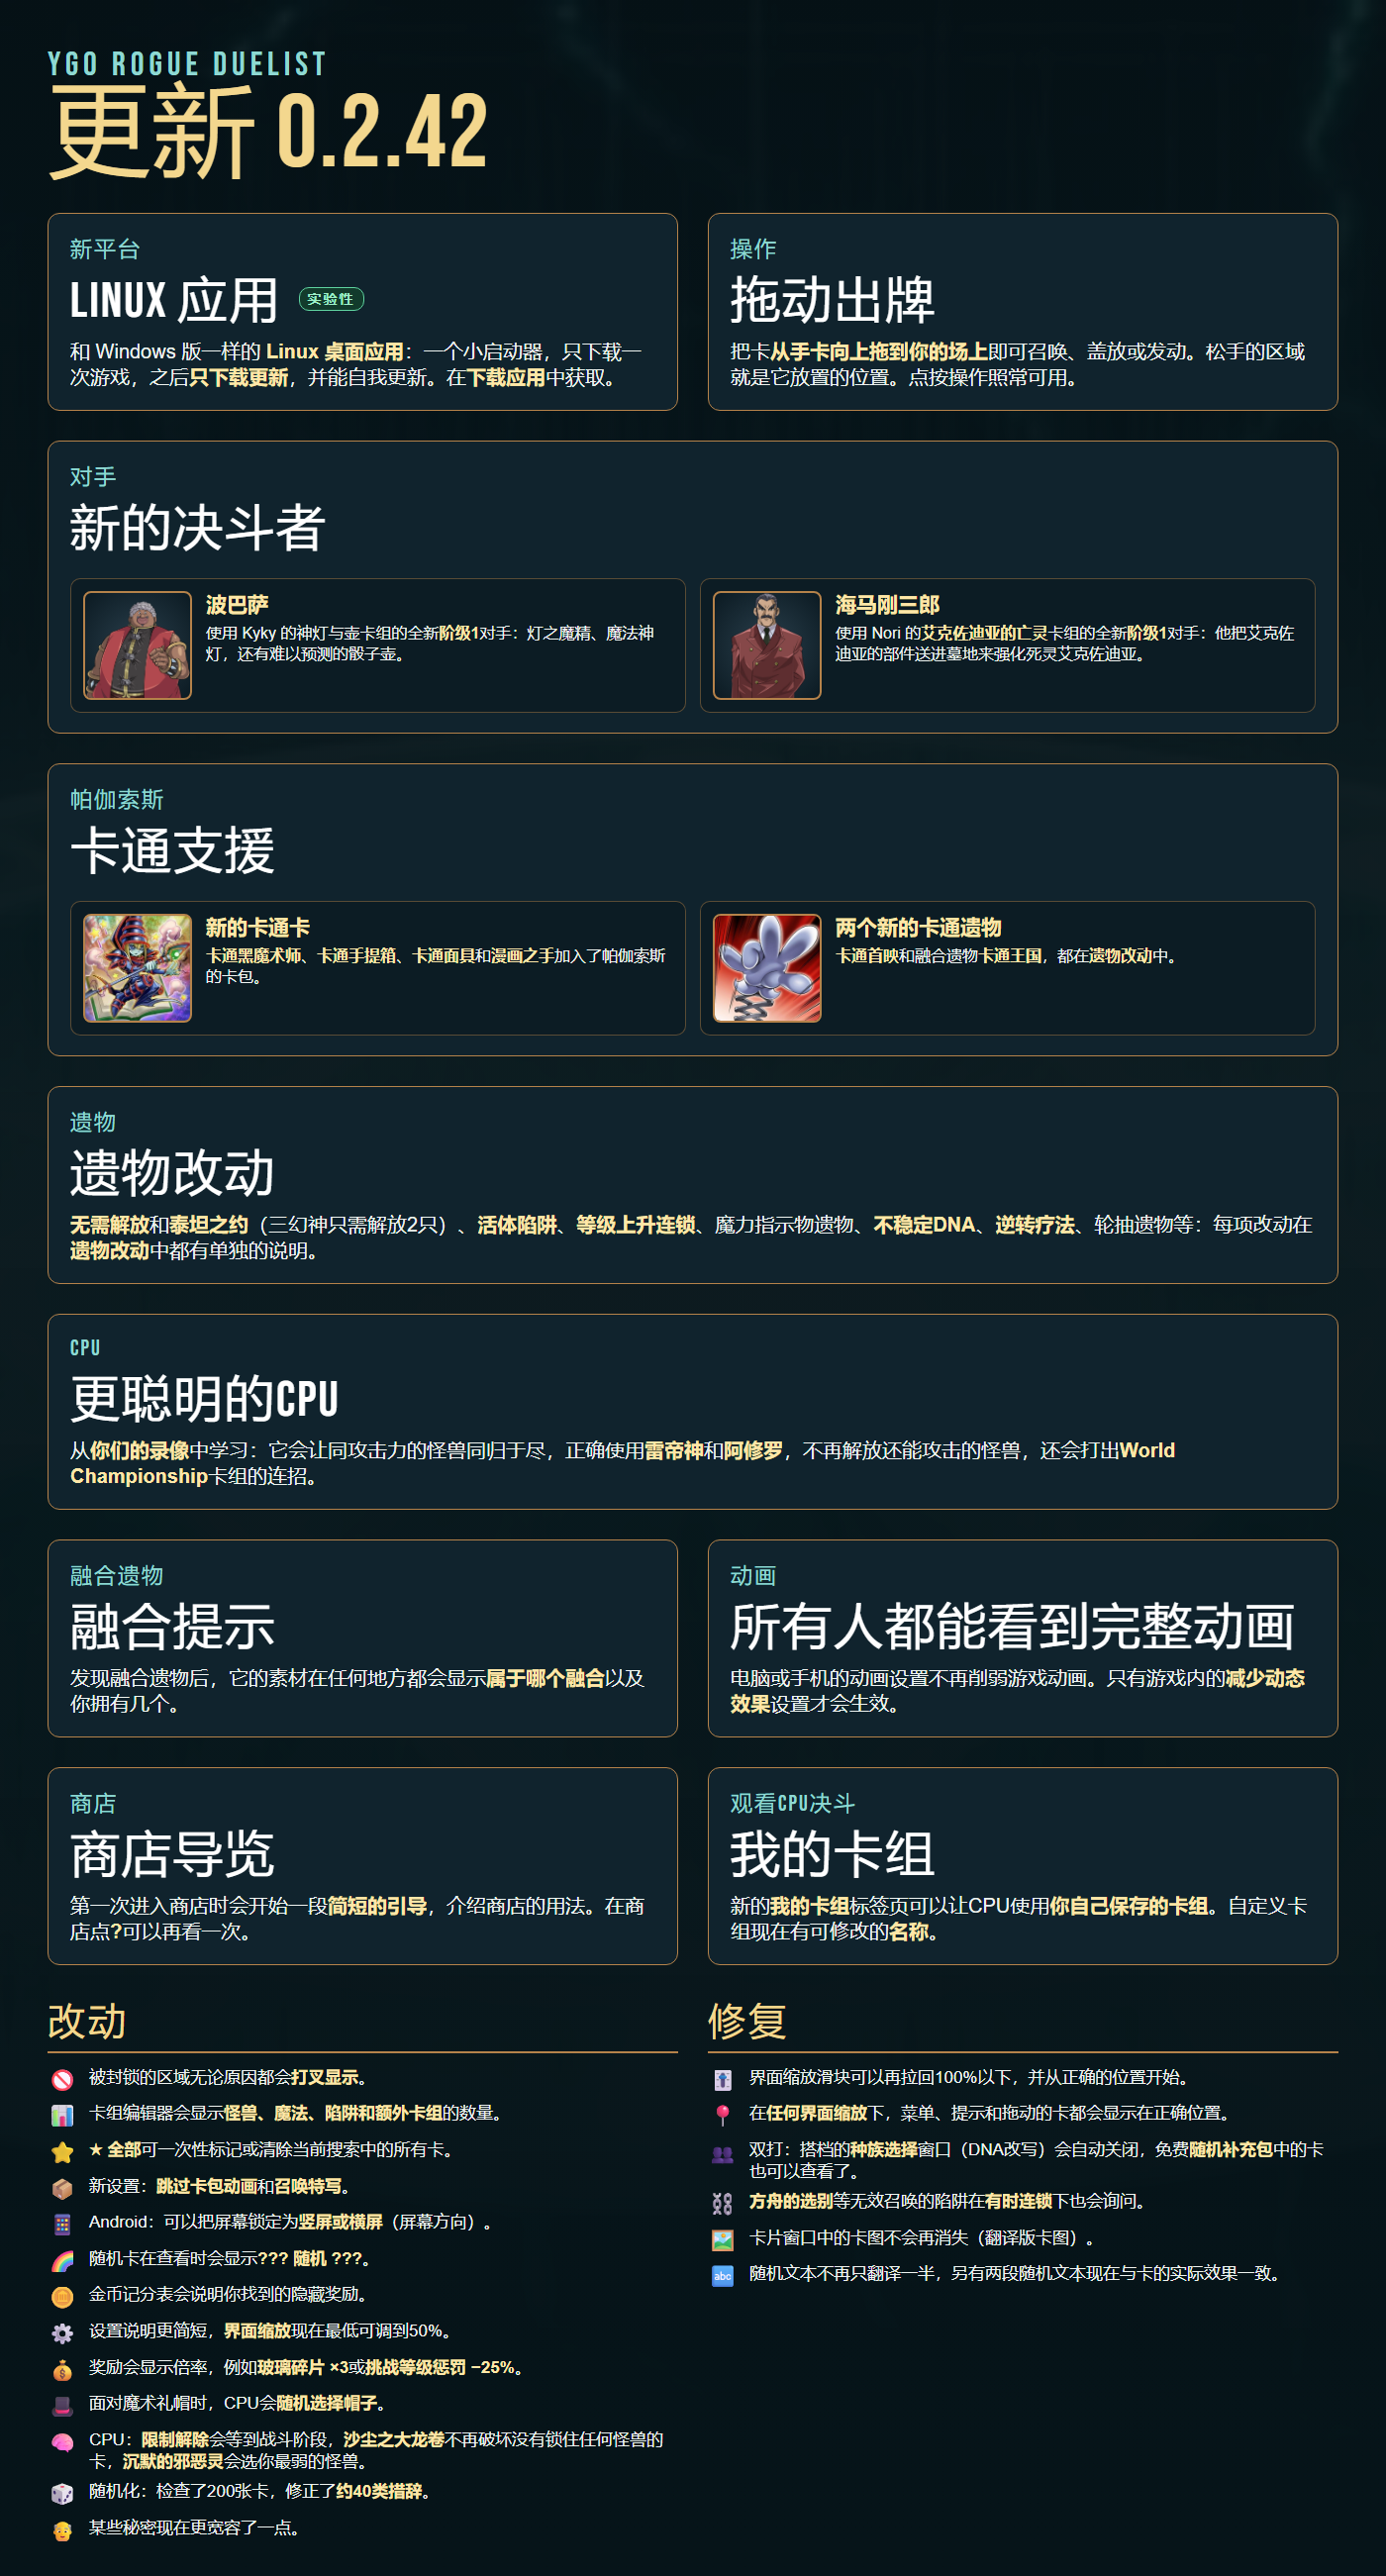 YGO ROGUE DUELIST
更新 0.2.42
新平台
LINUX 应用 实验性
和 Windows 版一样的 Linux 桌面应用：一个小启动器，只下载一
次游戏，之后只下载更新，并能自我更新。在下载应用中获取。
操作
拖动出牌
把卡从手卡向上拖到你的场上即可召唤、盖放或发动。松手的区域
就是它放置的位置。点按操作照常可用。
对手
新的决斗者
波巴萨
使用 Kyky 的神灯与壶卡组的全新阶级1对手：灯之魔精、魔法神
灯，还有难以预测的骰子壶。
海马刚三郎
使用 Nori 的艾克佐迪亚的亡灵卡组的全新阶级1对手：他把艾克佐
迪亚的部件送进墓地来强化死灵艾克佐迪亚。
帕伽索斯
卡通支援
新的卡通卡
卡通黑魔术师、卡通手提箱、卡通面具和漫画之手加入了帕伽索斯
的卡包。
两个新的卡通遗物
卡通首映和融合遗物卡通王国，都在遗物改动中。
遗物
遗物改动
无需解放和泰坦之约（三幻神只需解放2只）、活体陷阱、等级上升连锁、魔力指示物遗物、不稳定DNA、逆转疗法、轮抽遗物等：每项改动在
遗物改动中都有单独的说明。
CPU
更聪明的CPU
从你们的录像中学习：它会让同攻击力的怪兽同归于尽，正确使用雷帝神和阿修罗，不再解放还能攻击的怪兽，还会打出World
Championship卡组的连招。
融合遗物
融合提示
发现融合遗物后，它的素材在任何地方都会显示属于哪个融合以及
你拥有几个。
动画
所有人都能看到完整动画
电脑或手机的动画设置不再削弱游戏动画。只有游戏内的减少动态
效果设置才会生效。
商店
商店导览
第一次进入商店时会开始一段简短的引导，介绍商店的用法。在商
店点?可以再看一次。
观看CPU决斗
我的卡组
新的我的卡组标签页可以让CPU使用你自己保存的卡组。自定义卡
组现在有可修改的名称。
改动
被封锁的区域无论原因都会打叉显示。
卡组编辑器会显示怪兽、魔法、陷阱和额外卡组的数量。
★ 全部可一次性标记或清除当前搜索中的所有卡。
新设置：跳过卡包动画和召唤特写。
Android：可以把屏幕锁定为竖屏或横屏（屏幕方向）。
随机卡在查看时会显示??? 随机 ???。
金币记分表会说明你找到的隐藏奖励。
设置说明更简短，界面缩放现在最低可调到50%。
奖励会显示倍率，例如玻璃碎片 ×3或挑战等级惩罚 −25%。
面对魔术礼帽时，CPU会随机选择帽子。
CPU：限制解除会等到战斗阶段，沙尘之大龙卷不再破坏没有锁住任何怪兽的
卡，沉默的邪恶灵会选你最弱的怪兽。
随机化：检查了200张卡，修正了约40类措辞。
某些秘密现在更宽容了一点。
修复
界面缩放滑块可以再拉回100%以下，并从正确的位置开始。
在任何界面缩放下，菜单、提示和拖动的卡都会显示在正确位置。
双打：搭档的种族选择窗口（DNA改写）会自动关闭，免费随机补充包中的卡
也可以查看了。
方舟的选别等无效召唤的陷阱在有时连锁下也会询问。
卡片窗口中的卡图不会再消失（翻译版卡图）。
abc
随机文本不再只翻译一半，另有两段随机文本现在与卡的实际效果一致。